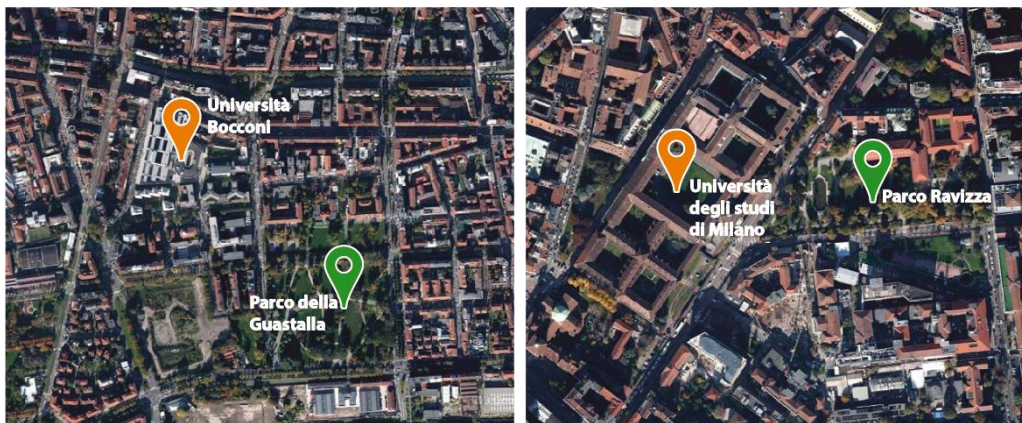 Università
Bocconi
Parco della
Guastalla
Università
degli studi
di Milano
Parco Ravizza